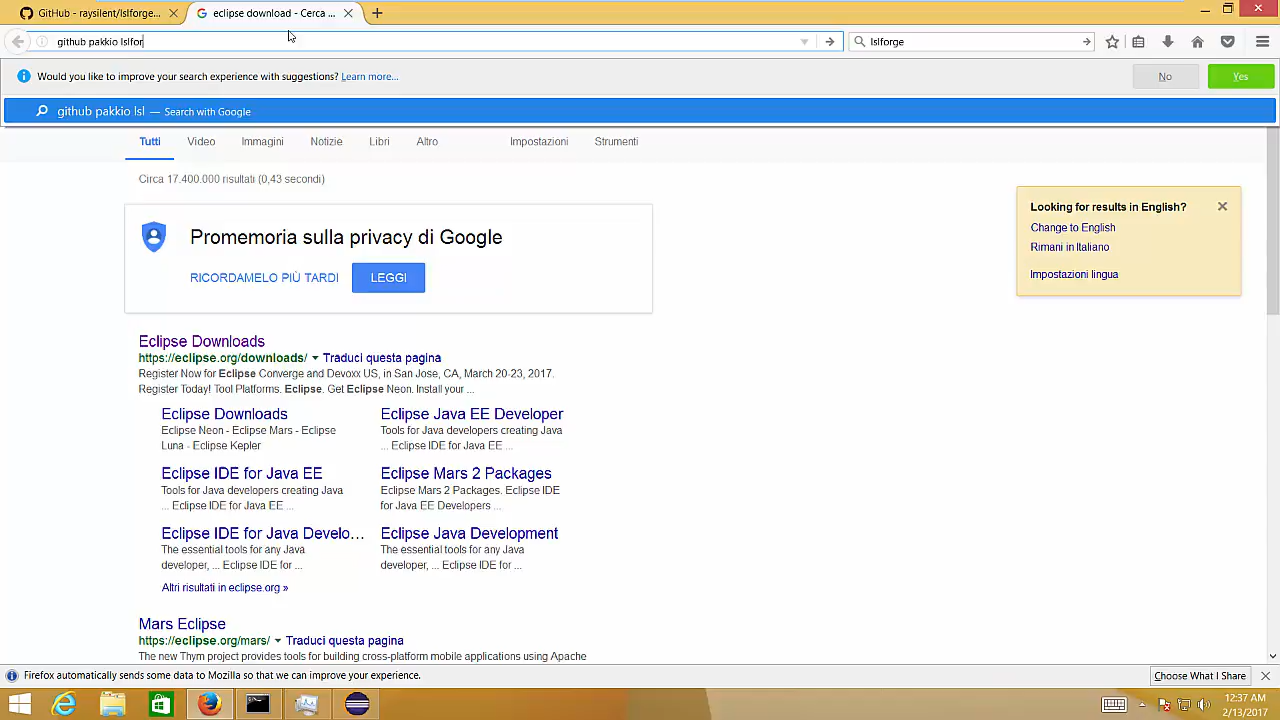 GitHub - raysilent/lslforge...
eclipse download - Cerca ...
github pakkio lslfor
lslforge
Would you like to improve your search experience with suggestions? Learn more...
No
Yes
github pakkio lsl — Search with Google
Tutti
Video
Immagini
Notizie
Libri
Altro
Impostazioni
Strumenti
Circa 17.400.000 risultati (0,43 secondi)
Promemoria sulla privacy di Google
RICORDAMELO PIÙ TARDI
LEGGI
Looking for results in English?
Change to English
Rimani in Italiano
Impostazioni lingua
Eclipse Downloads
https://eclipse.org/downloads/ Traduci questa pagina
Register Now for Eclipse Converge and Devoxx US, in San Jose, CA, March 20-23, 2017.
Register Today! Tool Platforms. Eclipse. Get Eclipse Neon. Install your ...
Eclipse Downloads
Eclipse Neon - Eclipse Mars - Eclipse
Luna - Eclipse Kepler
Eclipse Java EE Developer
Tools for Java developers creating Java
... Eclipse IDE for Java EE ...
Eclipse IDE for Java EE
Tools for Java developers creating Java
... Eclipse IDE for Java EE ...
Eclipse Mars 2 Packages
Eclipse Mars 2 Packages. Eclipse IDE
for Java EE Developers ...
Eclipse IDE for Java Develo...
The essential tools for any Java
developer, ... Eclipse IDE for ...
Eclipse Java Development
The essential tools for any Java
developer, ... Eclipse IDE for ...
Altri risultati in eclipse.org »
Mars Eclipse
https://eclipse.org/mars/ Traduci questa pagina
The new Thym project provides tools for building cross-platform mobile applications using Apache
Firefox automatically sends some data to Mozilla so that we can improve your experience.
Choose What I Share
12:37 AM
2/13/2017